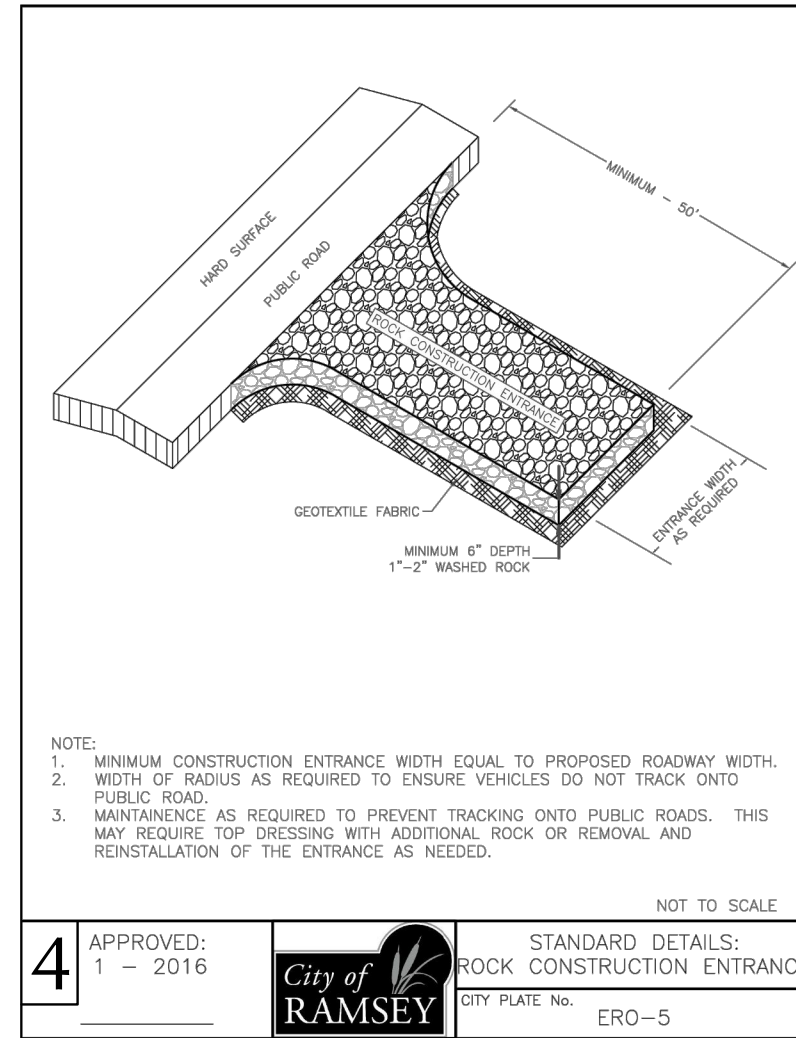 HARD SURFACE
PUBLIC ROAD
MINIMUM - 50'
ROCK CONSTRUCTION ENTRANCE
ENTRANCE WIDTH
AS REQUIRED
GEOTEXTILE FABRIC
MINIMUM 6" DEPTH
1"-2" WASHED ROCK
NOTE:
1. MINIMUM CONSTRUCTION ENTRANCE WIDTH EQUAL TO PROPOSED ROADWAY WIDTH.
2. WIDTH OF RADIUS AS REQUIRED TO ENSURE VEHICLES DO NOT TRACK ONTO
PUBLIC ROAD.
3. MAINTAINENCE AS REQUIRED TO PREVENT TRACKING ONTO PUBLIC ROADS. THIS
MAY REQUIRE TOP DRESSING WITH ADDITIONAL ROCK OR REMOVAL AND
REINSTALLATION OF THE ENTRANCE AS NEEDED.
NOT TO SCALE
4
APPROVED:
1 - 2016
City of
RAMSEY
STANDARD DETAILS:
ROCK CONSTRUCTION ENTRANC
CITY PLATE No.
ERO-5